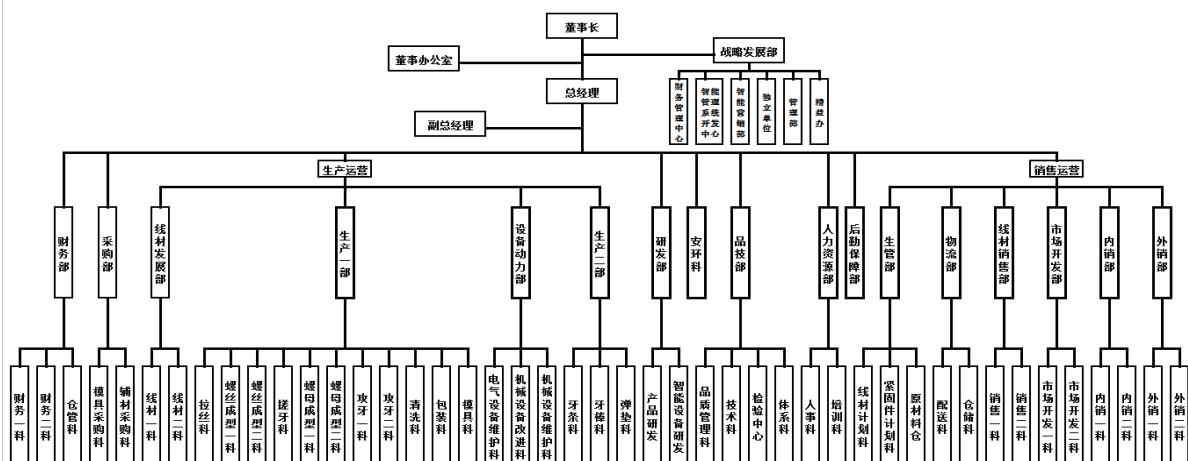 董事长
董事办公室
战略发展部
总经理
副总经理
财务管理中心
智能管理系统开发中心
智能营销部
独立单位
管理部
精益办
生产运营
销售运营
财务部
采购部
线材发展部
生产一部
设备动力部
生产二部
研发部
安环科
品技部
人力资源部
后勤保障部
生管部
物流部
线材销售部
市场开发部
内销部
外销部
财务一科
财务二科
仓管科
模具采购科
辅材采购科
线材一科
线材二科
拉丝科
螺丝成型一科
螺丝成型二科
搓牙科
螺母成型一科
螺母成型二科
攻牙一科
攻牙二科
清洗科
包装科
模具科
电气设备维护科
机械设备改进科
机械设备维护科
牙条科
牙棒科
弹垫科
产品研发
智能设备研发
品质管理科
技术科
检验中心
体系科
人事科
培训科
线材计划科
紧固件计划科
原材料仓
配送科
仓储科
销售一科
销售二科
市场开发一科
市场开发二科
内销一科
内销二科
外销一科
外销二科